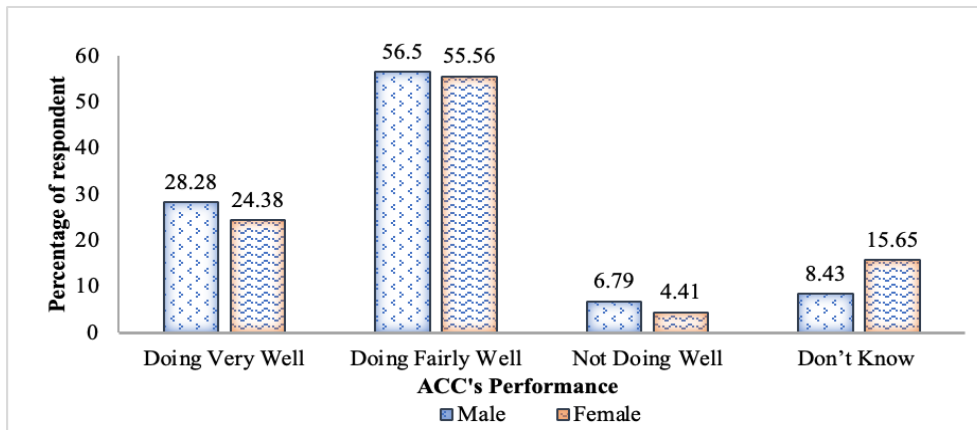 Percentage of respondent
60
50
40
30
20
10
0
28.28
24.38
56.5
55.56
6.79
4.41
8.43
15.65
Doing Very Well
Doing Fairly Well
Not Doing Well
Don’t Know
ACC's Performance
Male
Female